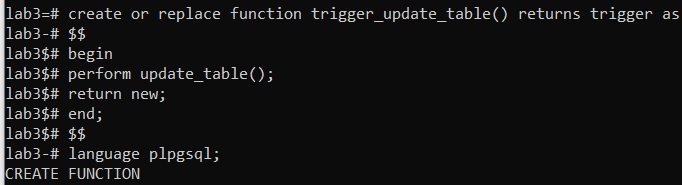 lab3=# create or replace function trigger_update_table() returns trigger as
lab3-# $$
lab3$# begin
lab3$# perform update_table();
lab3$# return new;
lab3$# end;
lab3$# $$
lab3-# language plpgsql;
CREATE FUNCTION